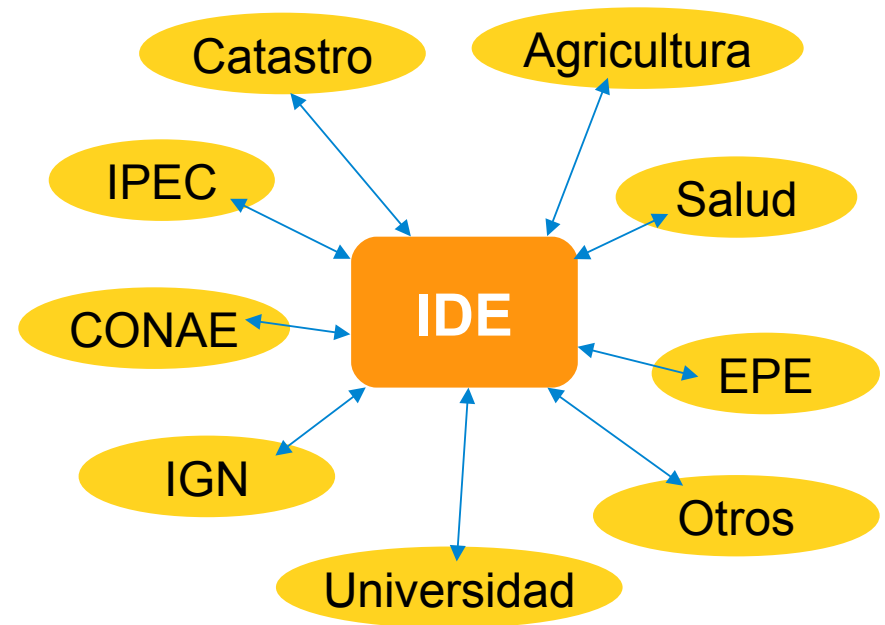 Catastro
Agricultura
IPEC
Salud
IDE
CONAE
EPE
IGN
Otros
Universidad